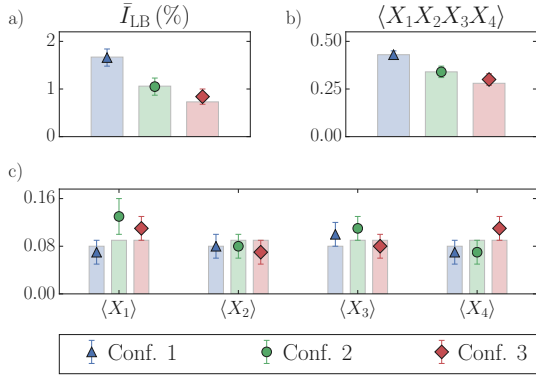 a)
Ī_LB (%)
2
1
0
b)
⟨X₁X₂X₃X₄⟩
0.50
0.25
0.00
c)
0.16
0.08
0.00
⟨X₁⟩ ⟨X₂⟩ ⟨X₃⟩ ⟨X₄⟩
Conf. 1 Conf. 2 Conf. 3